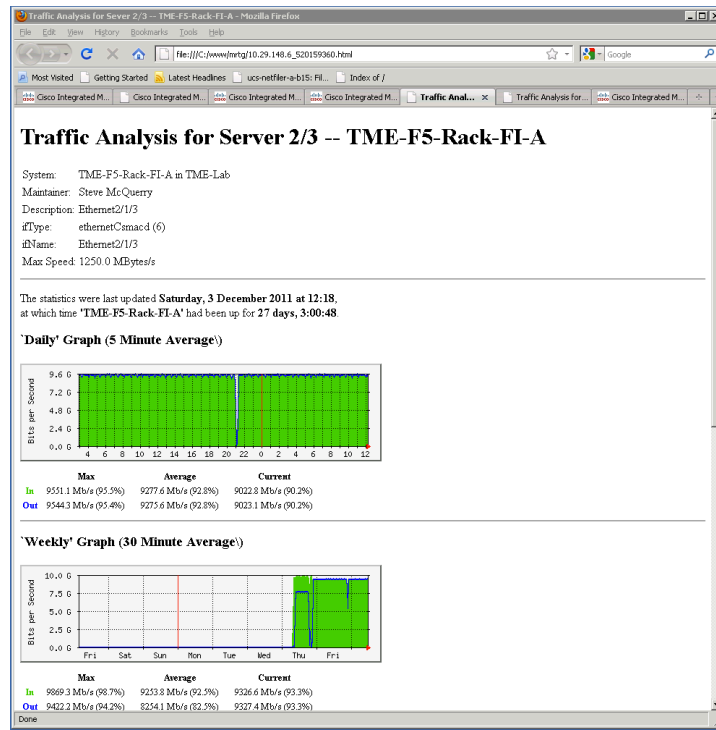 Traffic Analysis for Sever 2/3 -- TME-F5-Rack-FI-A - Mozilla Firefox
File Edit View History Bookmarks Tools Help
file:///C:/www/mrtg/10.29.148.6_520159360.html
Google
Most Visited Getting Started Latest Headlines ucs-netfiler-a-b15: Fil... Index of /
Cisco Integrated M... Cisco Integrated M... Cisco Integrated M... Cisco Integrated M... Traffic Anal... × Traffic Analysis for... Cisco Integrated M...
Traffic Analysis for Server 2/3 -- TME-F5-Rack-FI-A
System: TME-F5-Rack-FI-A in TME-Lab
Maintainer: Steve McQuerry
Description: Ethernet2/1/3
ifType: ethernetCsmacd (6)
ifName: Ethernet2/1/3
Max Speed: 1250.0 MBytes/s
The statistics were last updated Saturday, 3 December 2011 at 12:18,
at which time 'TME-F5-Rack-FI-A' had been up for 27 days, 3:00:48.
`Daily' Graph (5 Minute Average\)
Bits per Second
9.6 G
7.2 G
4.8 G
2.4 G
0.0 G
4 6 8 10 12 14 16 18 20 22 0 2 4 6 8 10 12
Max Average Current
In 9551.1 Mb/s (95.5%) 9277.6 Mb/s (92.8%) 9022.8 Mb/s (90.2%)
Out 9544.3 Mb/s (95.4%) 9275.6 Mb/s (92.8%) 9023.1 Mb/s (90.2%)
`Weekly' Graph (30 Minute Average\)
Bits per Second
10.0 G
7.5 G
5.0 G
2.5 G
0.0 G
Fri Sat Sun Mon Tue Wed Thu Fri
Max Average Current
In 9869.3 Mb/s (98.7%) 9253.8 Mb/s (92.5%) 9326.6 Mb/s (93.3%)
Out 9422.2 Mb/s (94.2%) 8254.1 Mb/s (82.5%) 9327.4 Mb/s (93.3%)
Done